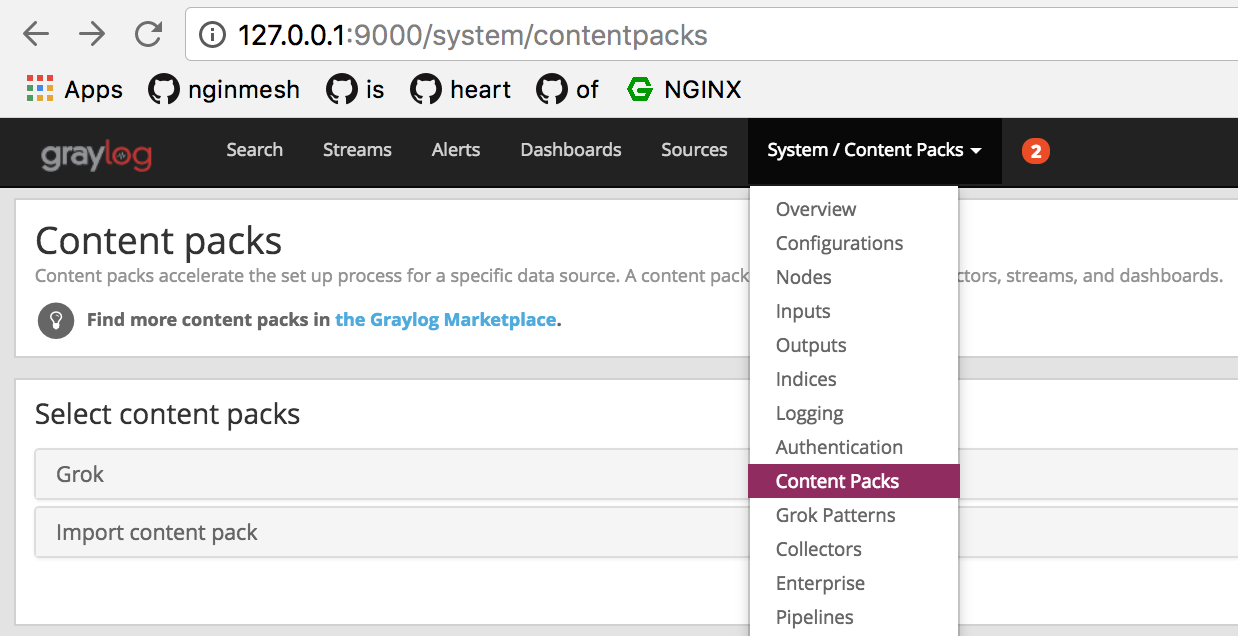 127.0.0.1:9000/system/contentpacks
Apps nginmesh is heart of NGINX
graylog Search Streams Alerts Dashboards Sources System / Content Packs 2
Overview
Configurations
Nodes
Inputs
Outputs
Indices
Logging
Authentication
Content Packs
Grok Patterns
Collectors
Enterprise
Pipelines
Content packs
Content packs accelerate the set up process for a specific data source. A content pack ctors, streams, and dashboards.
Find more content packs in the Graylog Marketplace.
Select content packs
Grok
Import content pack